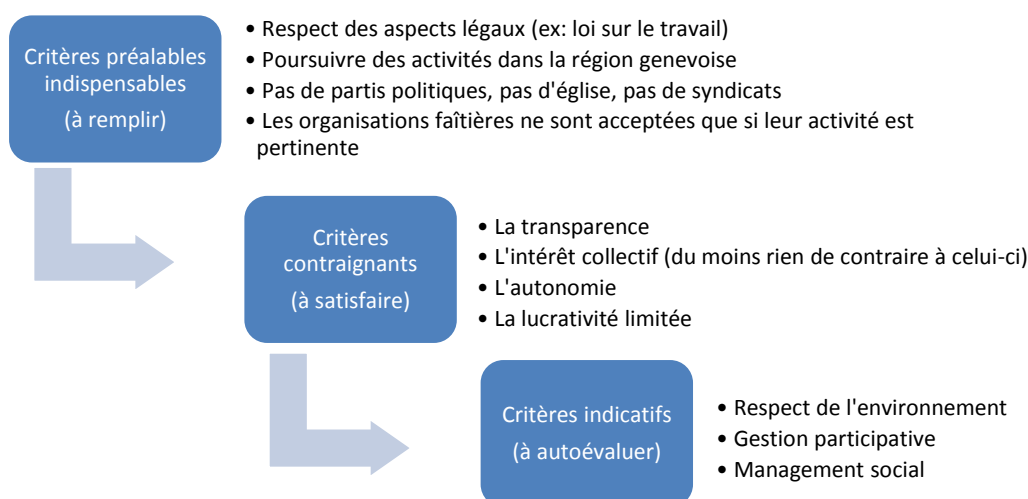 Critères préalables
indispensables
(à remplir)
• Respect des aspects légaux (ex: loi sur le travail)
• Poursuivre des activités dans la région genevoise
• Pas de partis politiques, pas d'église, pas de syndicats
• Les organisations faîtières ne sont acceptées que si leur activité est
pertinente
Critères
contraignants
(à satisfaire)
• La transparence
• L'intérêt collectif (du moins rien de contraire à celui-ci)
• L'autonomie
• La lucrativité limitée
Critères indicatifs
(à autoévaluer)
• Respect de l'environnement
• Gestion participative
• Management social